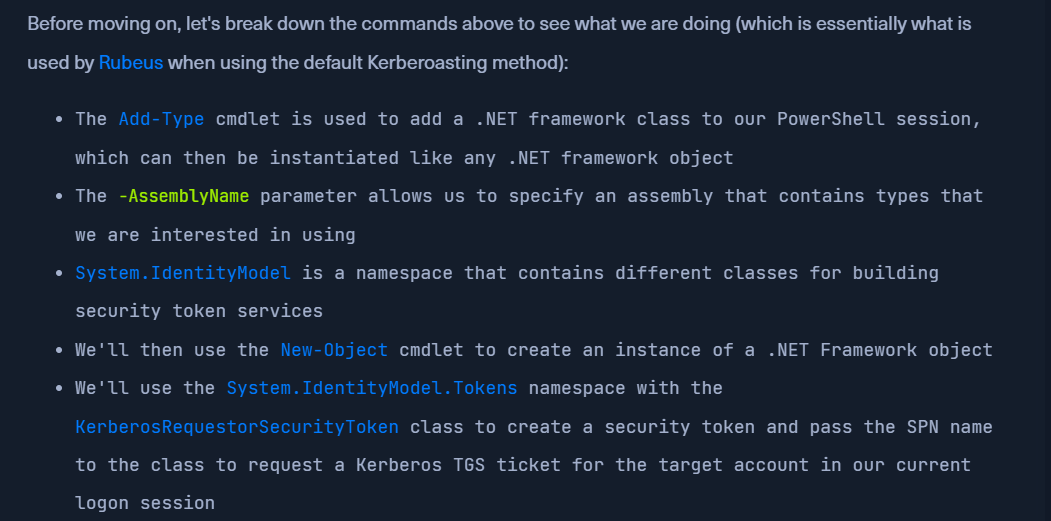 Before moving on, let's break down the commands above to see what we are doing (which is essentially what is
used by Rubeus when using the default Kerberoasting method):
• The Add-Type cmdlet is used to add a .NET framework class to our PowerShell session,
which can then be instantiated like any .NET framework object
• The -AssemblyName parameter allows us to specify an assembly that contains types that
we are interested in using
• System.IdentityModel is a namespace that contains different classes for building
security token services
• We'll then use the New-Object cmdlet to create an instance of a .NET Framework object
• We'll use the System.IdentityModel.Tokens namespace with the
KerberosRequestorSecurityToken class to create a security token and pass the SPN name
to the class to request a Kerberos TGS ticket for the target account in our current
logon session